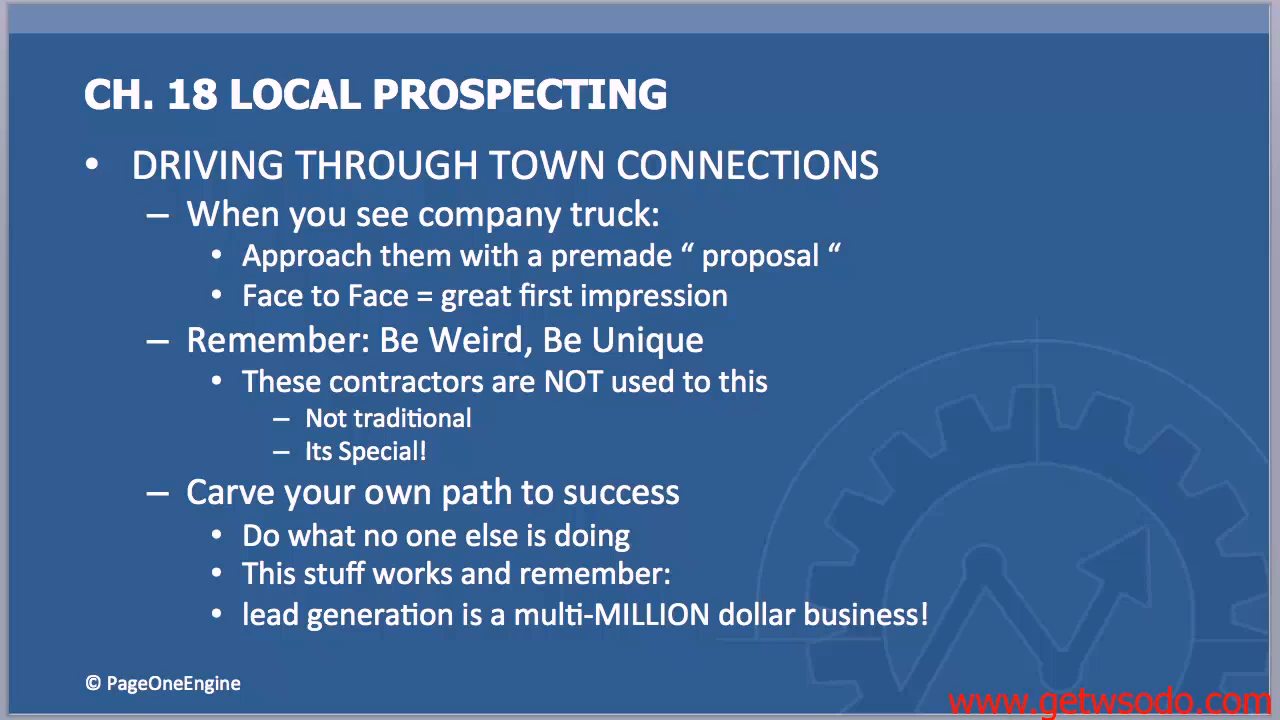 CH. 18 LOCAL PROSPECTING
• DRIVING THROUGH TOWN CONNECTIONS
– When you see company truck:
• Approach them with a premade “ proposal “
• Face to Face = great first impression
– Remember: Be Weird, Be Unique
• These contractors are NOT used to this
– Not traditional
– Its Special!
– Carve your own path to success
• Do what no one else is doing
• This stuff works and remember:
• lead generation is a multi-MILLION dollar business!
© PageOneEngine
www.getwsodo.com